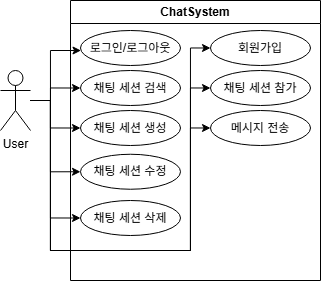 ChatSystem
로그인/로그아웃
회원가입
채팅 세션 검색
채팅 세션 참가
채팅 세션 생성
메시지 전송
User
채팅 세션 수정
채팅 세션 삭제